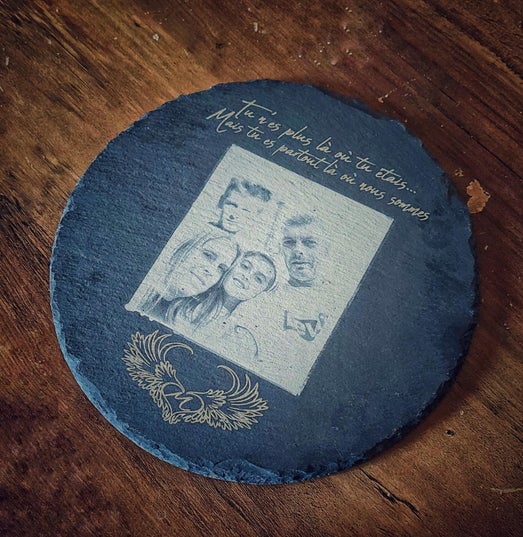 Tu n'es plus là où tu étais...
Mais tu es partout là où nous sommes
M